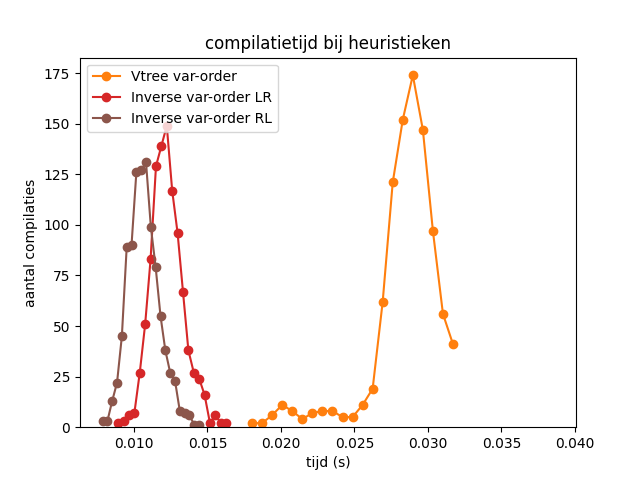 compilatietijd bij heuristieken
Vtree var-order
Inverse var-order LR
Inverse var-order RL
175
150
125
100
75
50
25
0
aantal compilaties
0.010
0.015
0.020
0.025
0.030
0.035
0.040
tijd (s)